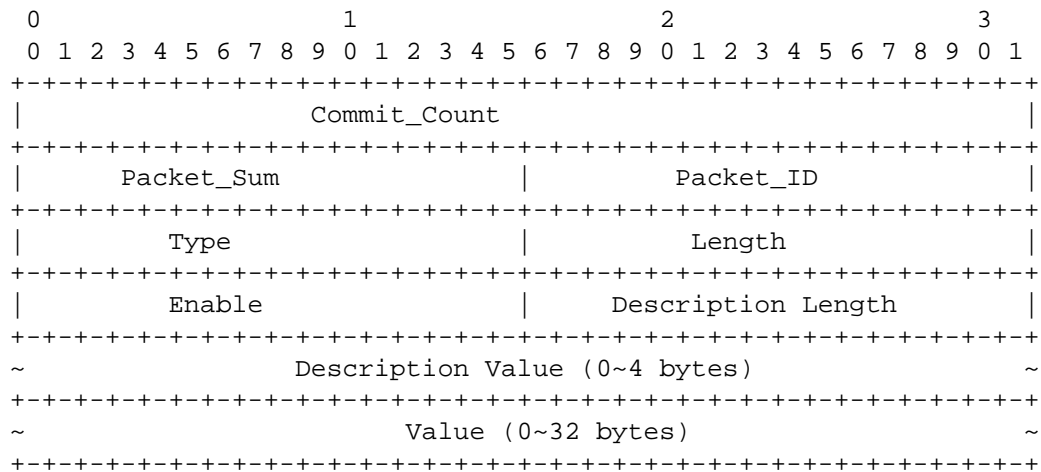 0                   1                   2                   3
 0 1 2 3 4 5 6 7 8 9 0 1 2 3 4 5 6 7 8 9 0 1 2 3 4 5 6 7 8 9 0 1
+-+-+-+-+-+-+-+-+-+-+-+-+-+-+-+-+-+-+-+-+-+-+-+-+-+-+-+-+-+-+-+-+
|                  Commit_Count                                 |
+-+-+-+-+-+-+-+-+-+-+-+-+-+-+-+-+-+-+-+-+-+-+-+-+-+-+-+-+-+-+-+-+
|      Packet_Sum               |         Packet_ID             |
+-+-+-+-+-+-+-+-+-+-+-+-+-+-+-+-+-+-+-+-+-+-+-+-+-+-+-+-+-+-+-+-+
|         Type                  |          Length               |
+-+-+-+-+-+-+-+-+-+-+-+-+-+-+-+-+-+-+-+-+-+-+-+-+-+-+-+-+-+-+-+-+
|         Enable                |     Description Length        |
+-+-+-+-+-+-+-+-+-+-+-+-+-+-+-+-+-+-+-+-+-+-+-+-+-+-+-+-+-+-+-+-+
~                 Description Value (0~4 bytes)                 ~
+-+-+-+-+-+-+-+-+-+-+-+-+-+-+-+-+-+-+-+-+-+-+-+-+-+-+-+-+-+-+-+-+
~                        Value (0~32 bytes)                     ~
+-+-+-+-+-+-+-+-+-+-+-+-+-+-+-+-+-+-+-+-+-+-+-+-+-+-+-+-+-+-+-+-+